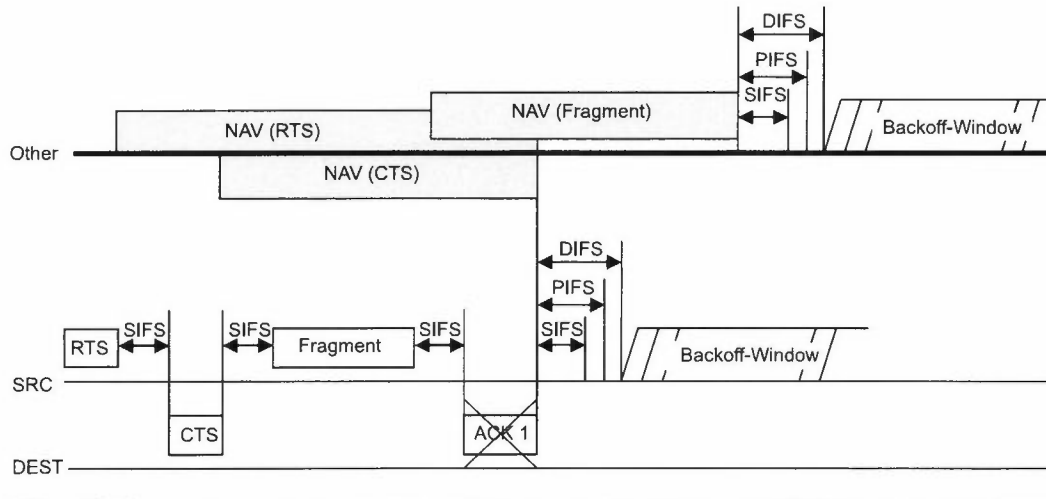 DIFS
PIFS
SIFS
NAV (Fragment)
NAV (RTS)
Backoff-Window
Other
NAV (CTS)
DIFS
PIFS
SIFS
SIFS
SIFS
SIFS
RTS
Fragment
Backoff-Window
SRC
CTS
ACK 1
DEST